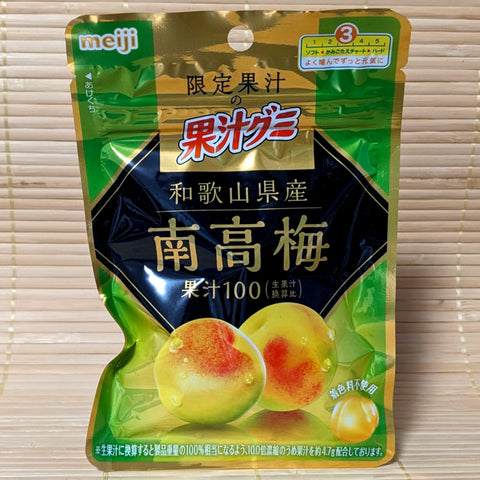 meiji
1 2 3 4 5
ソフト◀かみごたえチャート▶ハード
よく噛んでずっと元気に
◀あけくち
限定果汁
の
果汁グミ
和歌山県産
南高梅
果汁100(生果汁換算比)
着色料不使用
※生果汁に換算すると製品重量の100%相当になるよう、10.0倍濃縮のうめ果汁を約4.7g配合しております。